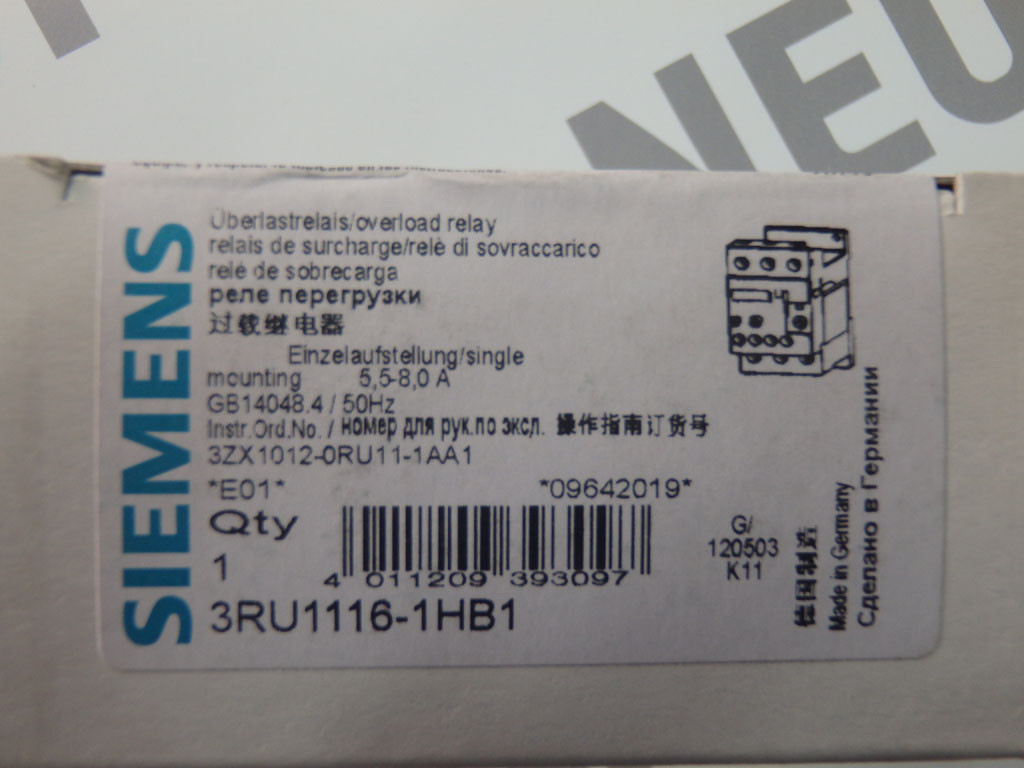 NEU
SIEMENS
Überlastrelais/overload relay
relais de surcharge/relè di sovraccarico
relé de sobrecarga
реле перегрузки
过载继电器
Einzelaufstellung/single
mounting 5,5-8,0 A
GB14048.4 / 50Hz
Instr.Ord.No. / номер для рук.по экспл. 操作指南订货号
3ZX1012-0RU11-1AA1
*E01* *09642019*
Qty
1
4 011209 393097
3RU1116-1HB1
G/
120503
K11
德国制造
Made in Germany
Сделано в Германии